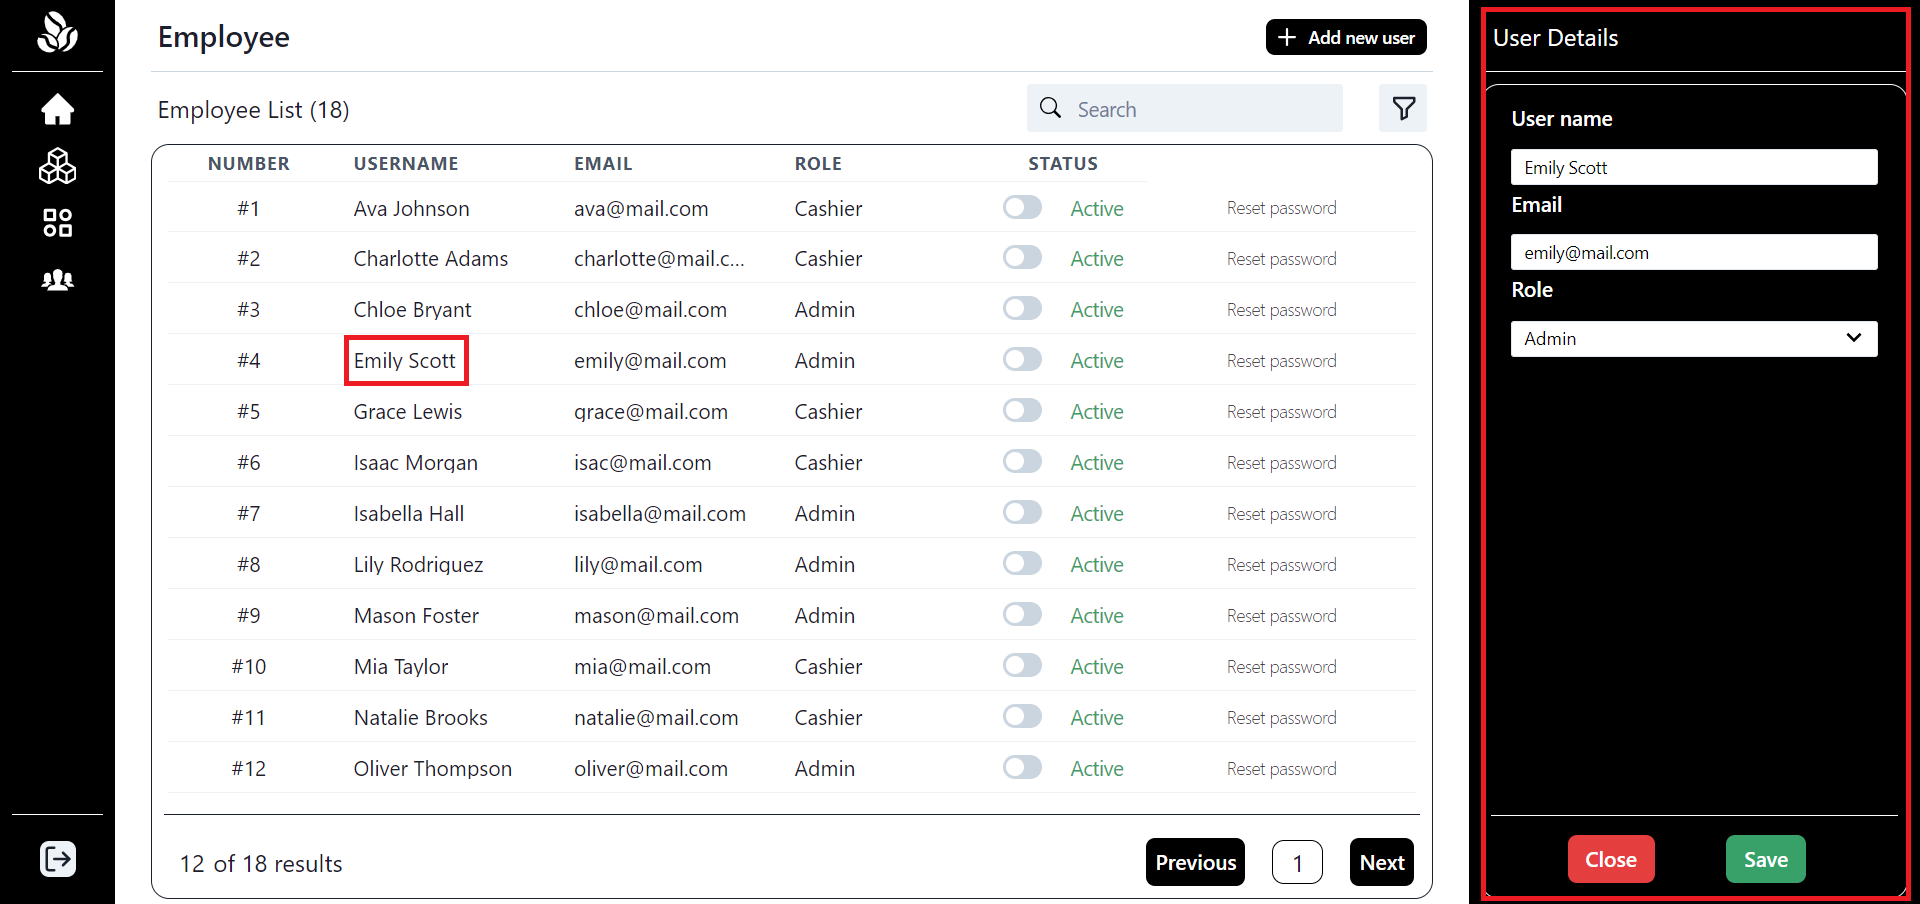 Employee
Add new user
Employee List (18)
Search
NUMBER USERNAME EMAIL ROLE STATUS
#1 Ava Johnson ava@mail.com Cashier Active Reset password
#2 Charlotte Adams charlotte@mail.c... Cashier Active Reset password
#3 Chloe Bryant chloe@mail.com Admin Active Reset password
#4 Emily Scott emily@mail.com Admin Active Reset password
#5 Grace Lewis grace@mail.com Cashier Active Reset password
#6 Isaac Morgan isac@mail.com Cashier Active Reset password
#7 Isabella Hall isabella@mail.com Admin Active Reset password
#8 Lily Rodriguez lily@mail.com Admin Active Reset password
#9 Mason Foster mason@mail.com Admin Active Reset password
#10 Mia Taylor mia@mail.com Cashier Active Reset password
#11 Natalie Brooks natalie@mail.com Cashier Active Reset password
#12 Oliver Thompson oliver@mail.com Admin Active Reset password
12 of 18 results
Previous 1 Next
User Details
User name
Emily Scott
Email
emily@mail.com
Role
Admin
Close Save